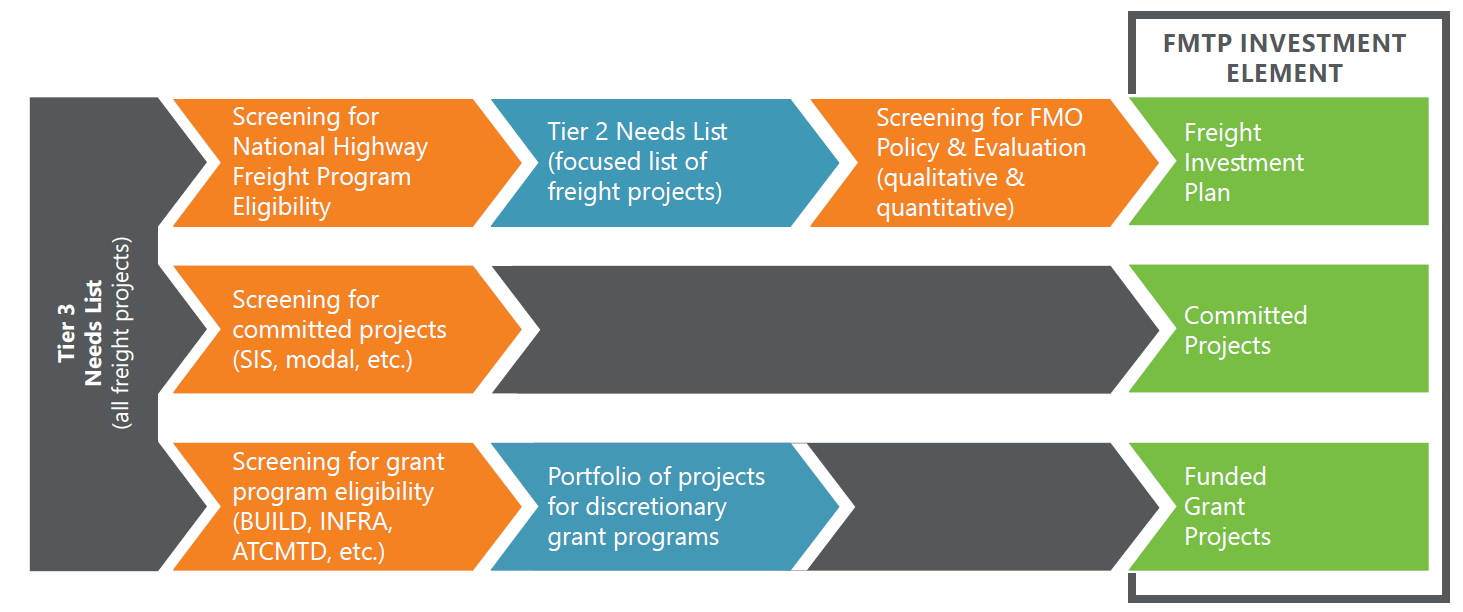 FMTP INVESTMENT
ELEMENT
Tier 3
Needs List
(all freight projects)
Screening for
National Highway
Freight Program
Eligibility
Tier 2 Needs List
(focused list of
freight projects)
Screening for FMO
Policy & Evaluation
(qualitative &
quantitative)
Freight
Investment
Plan
Screening for
committed projects
(SIS, modal, etc.)
Committed
Projects
Screening for grant
program eligibility
(BUILD, INFRA,
ATCMTD, etc.)
Portfolio of projects
for discretionary
grant programs
Funded
Grant
Projects